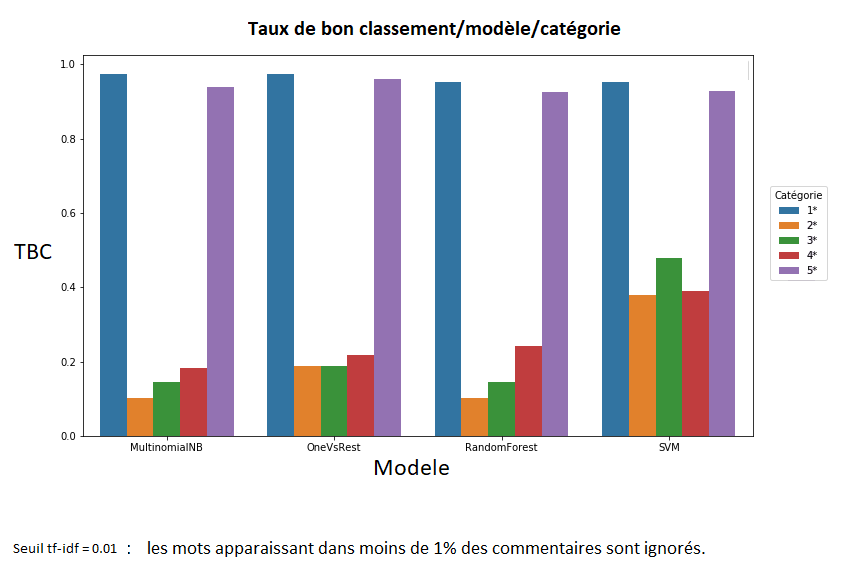 Taux de bon classement/modèle/catégorie
1.0
0.8
0.6
0.4
0.2
0.0
TBC
MultinomialNB OneVsRest RandomForest SVM
Modele
Catégorie
1*
2*
3*
4*
5*
Seuil tf-idf = 0.01 : les mots apparaissant dans moins de 1% des commentaires sont ignorés.